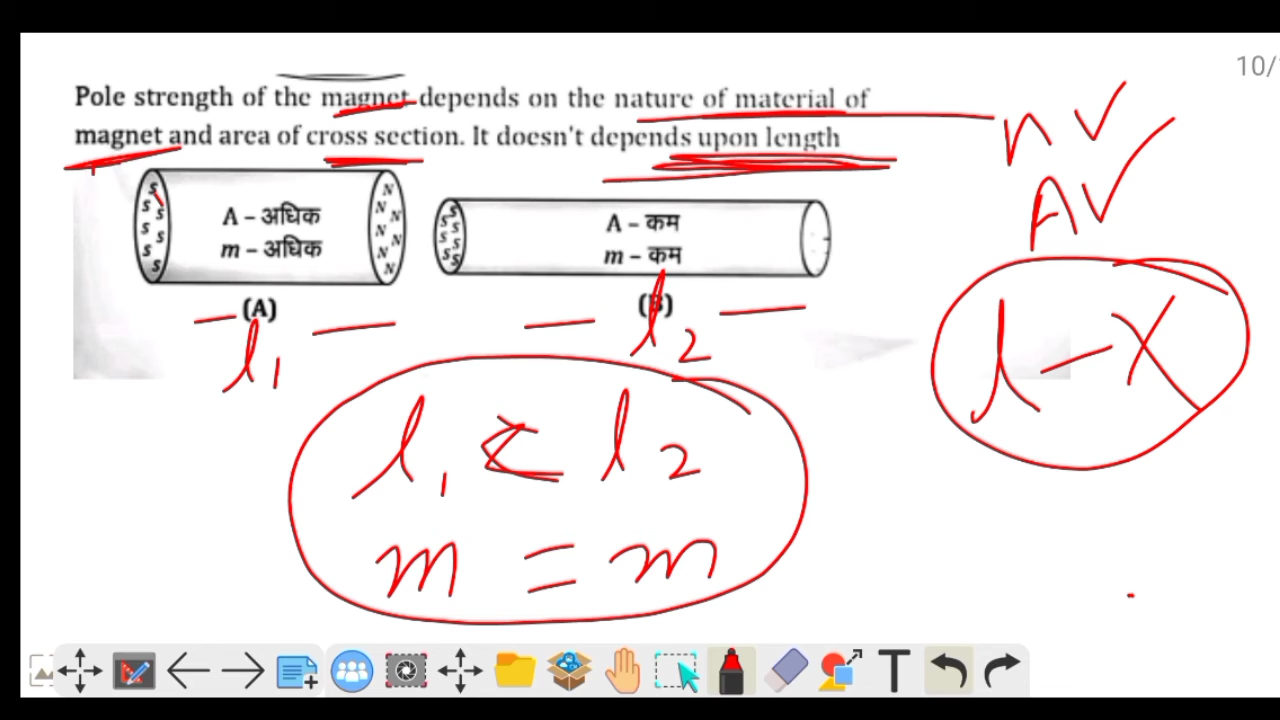 10/
Pole strength of the magnet depends on the nature of material of
magnet and area of cross section. It doesn't depends upon length
n ✓
A ✓
S S S S S S S
A – अधिक
m – अधिक
N N N N N N N
S S S S S S S
A – कम
m – कम
(A)
(B)
l₁
l₂
l – X
l₁ < l₂
m = m
T